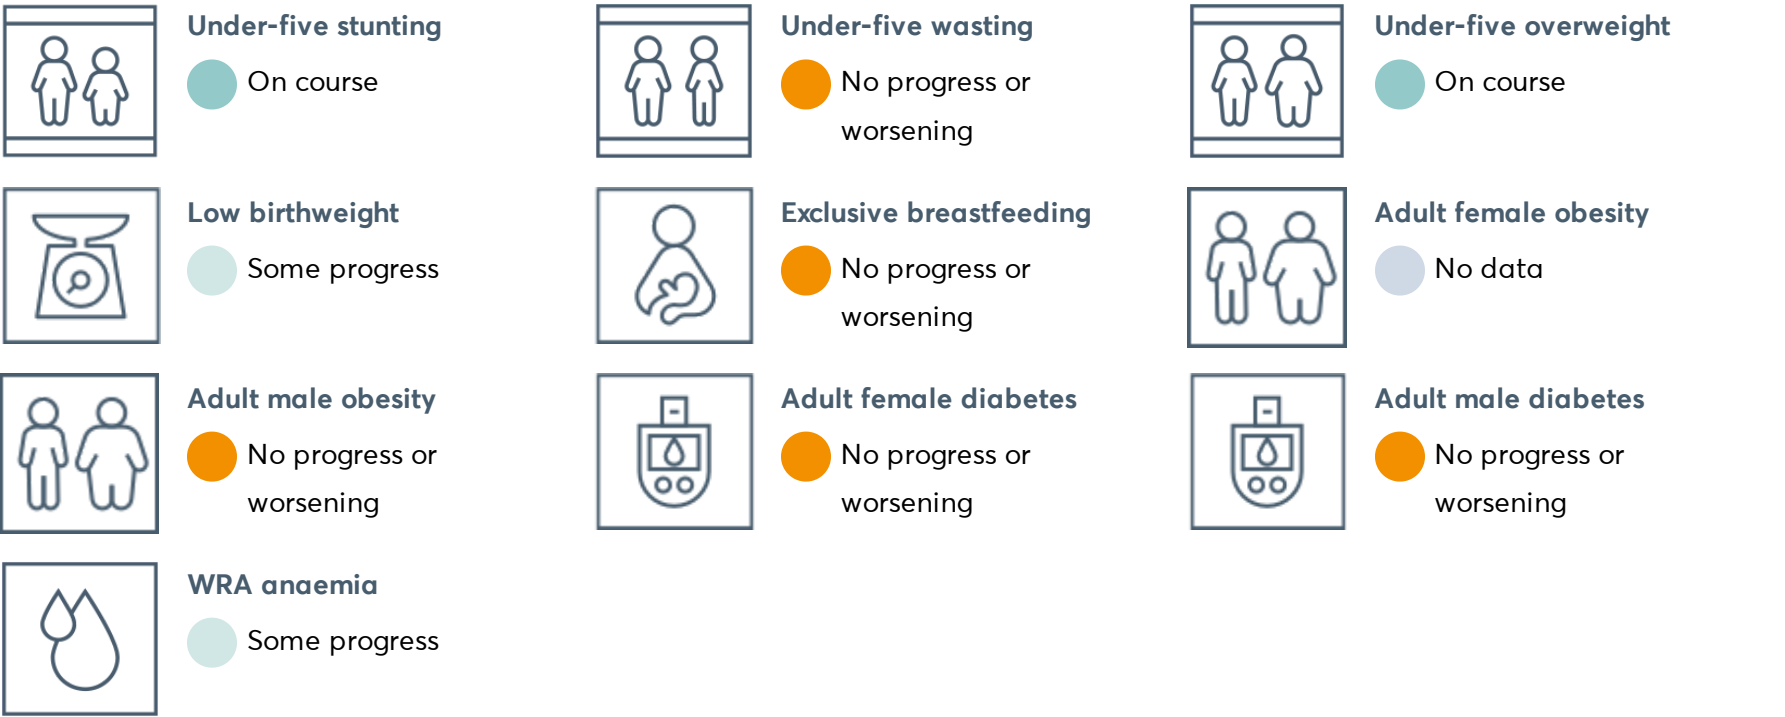 Under-five stunting
On course
Under-five wasting
No progress or
worsening
Under-five overweight
On course
Low birthweight
Some progress
Exclusive breastfeeding
No progress or
worsening
Adult female obesity
No data
Adult male obesity
No progress or
worsening
Adult female diabetes
No progress or
worsening
Adult male diabetes
No progress or
worsening
WRA anaemia
Some progress